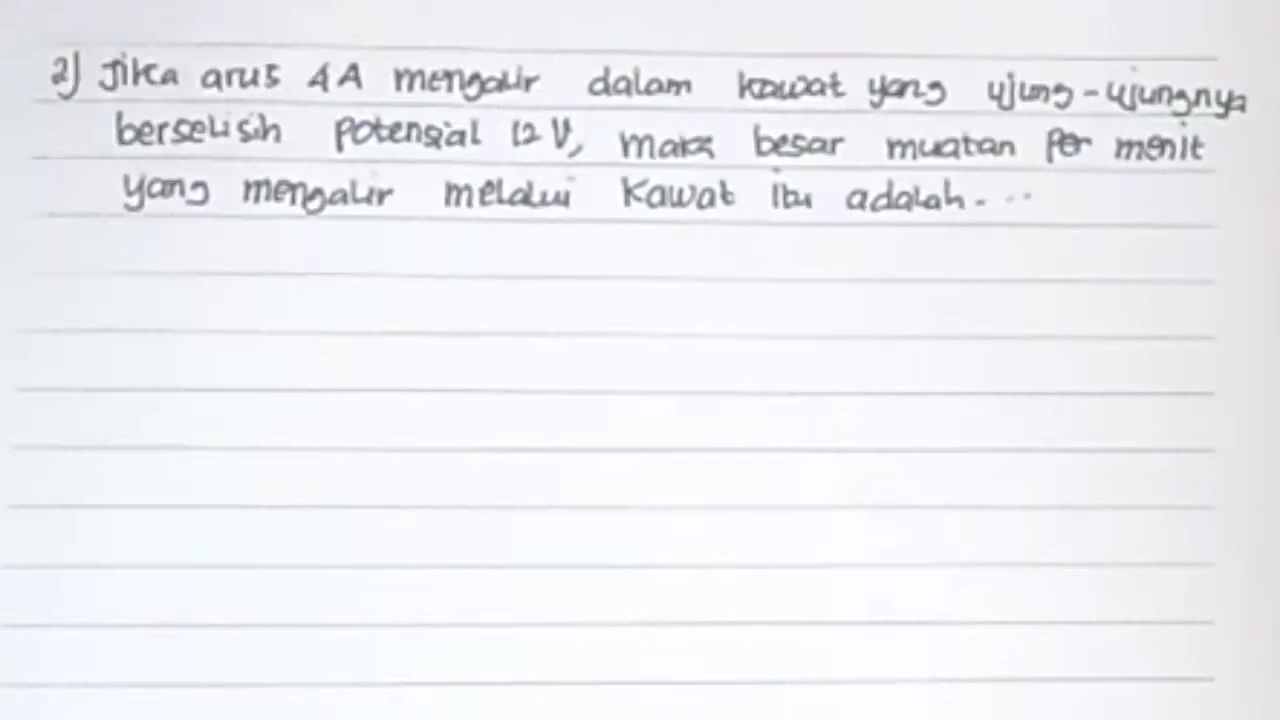 2) Jika arus 4 A mengalir dalam kawat yang ujung-ujungnya
berselisih potensial 12 V, maka besar muatan per menit
yang mengalir melalui kawat itu adalah....